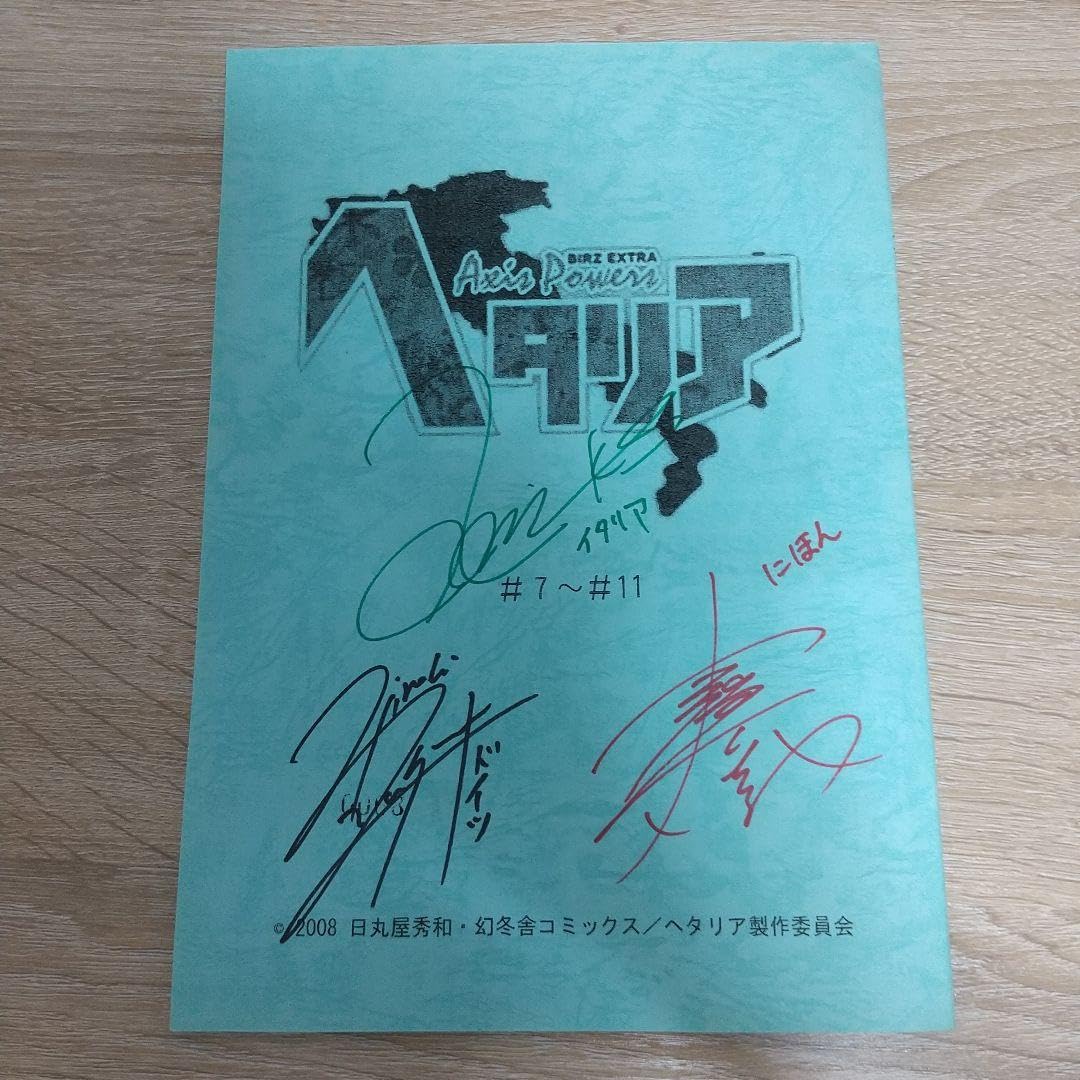 BIRZ EXTRA
Axis Powers
ヘタリア
イタリア
にほん
#7~#11
Hiroki
ドイツ
© 2008 日丸屋秀和・幻冬舎コミックス／ヘタリア製作委員会